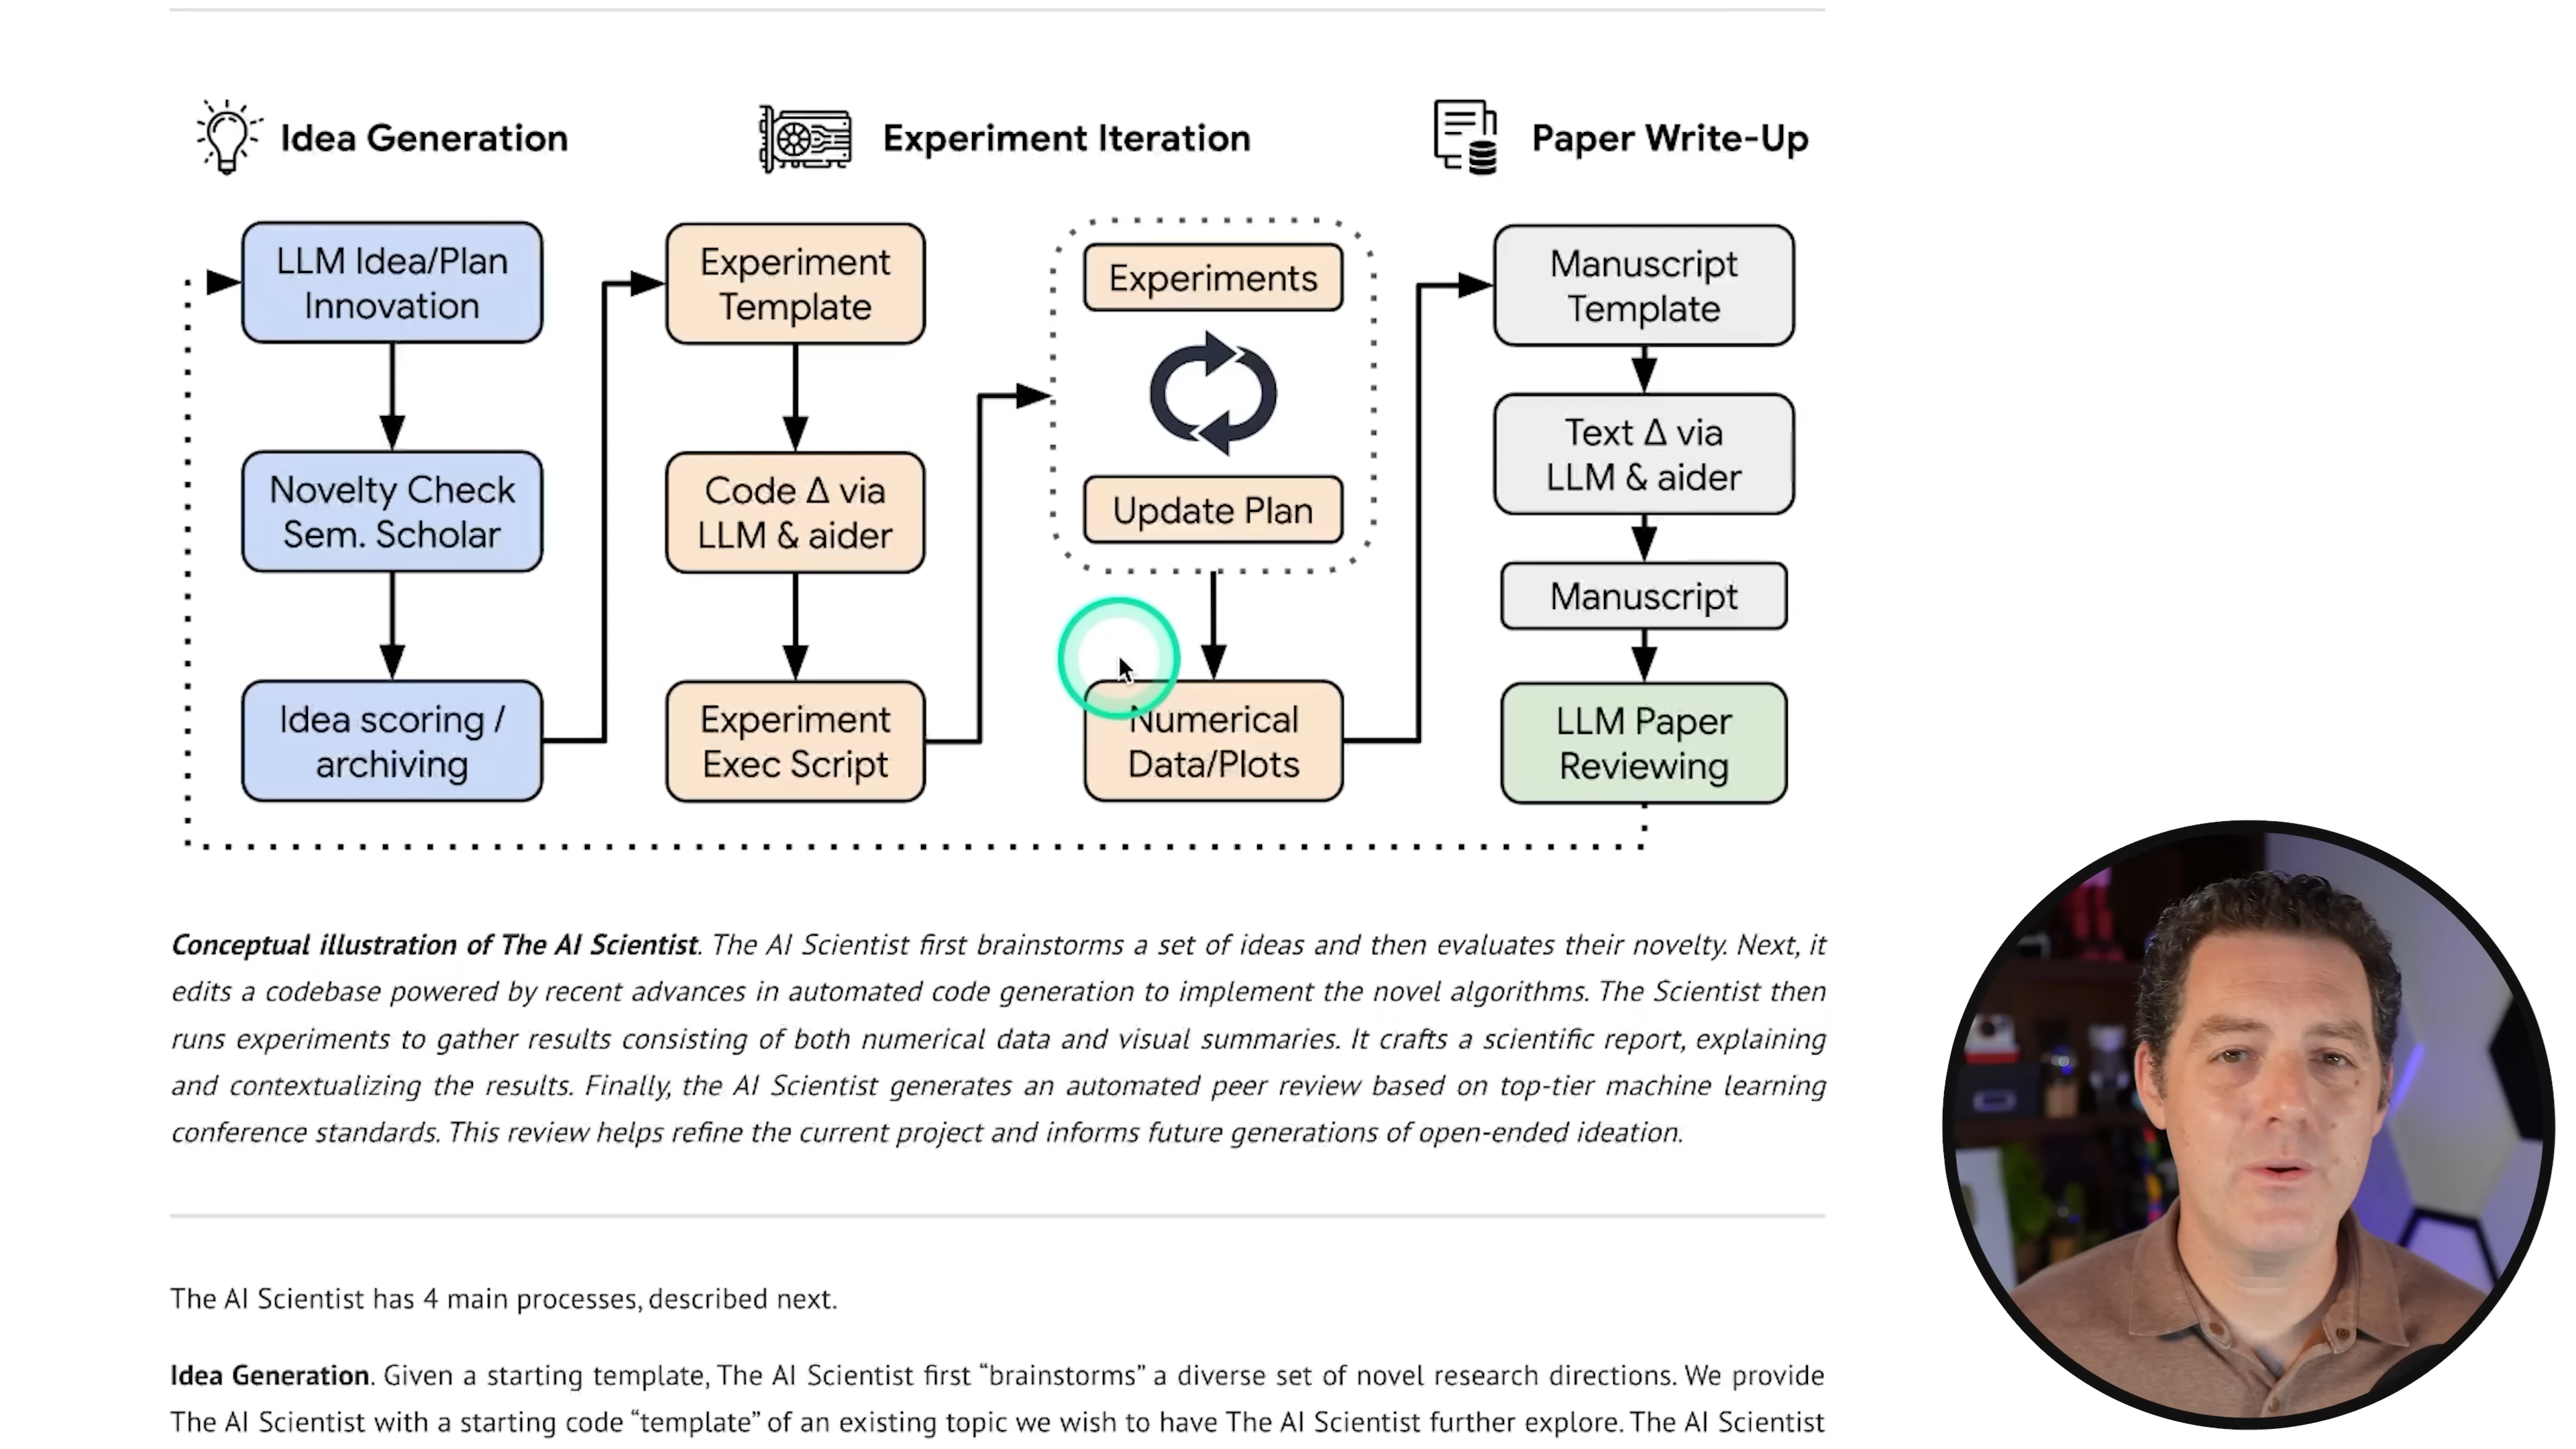 Idea Generation
Experiment Iteration
Paper Write-Up
LLM Idea/Plan
Innovation
Novelty Check
Sem. Scholar
Idea scoring /
archiving
Experiment
Template
Code Δ via
LLM & aider
Experiment
Exec Script
Experiments
Update Plan
Numerical
Data/Plots
Manuscript
Template
Text Δ via
LLM & aider
Manuscript
LLM Paper
Reviewing
Conceptual illustration of The AI Scientist. The AI Scientist first brainstorms a set of ideas and then evaluates their novelty. Next, it
edits a codebase powered by recent advances in automated code generation to implement the novel algorithms. The Scientist then
runs experiments to gather results consisting of both numerical data and visual summaries. It crafts a scientific report, explaining
and contextualizing the results. Finally, the AI Scientist generates an automated peer review based on top-tier machine learning
conference standards. This review helps refine the current project and informs future generations of open-ended ideation.
The AI Scientist has 4 main processes, described next.
Idea Generation. Given a starting template, The AI Scientist first “brainstorms” a diverse set of novel research directions. We provide
The AI Scientist with a starting code “template” of an existing topic we wish to have The AI Scientist further explore. The AI Scientist